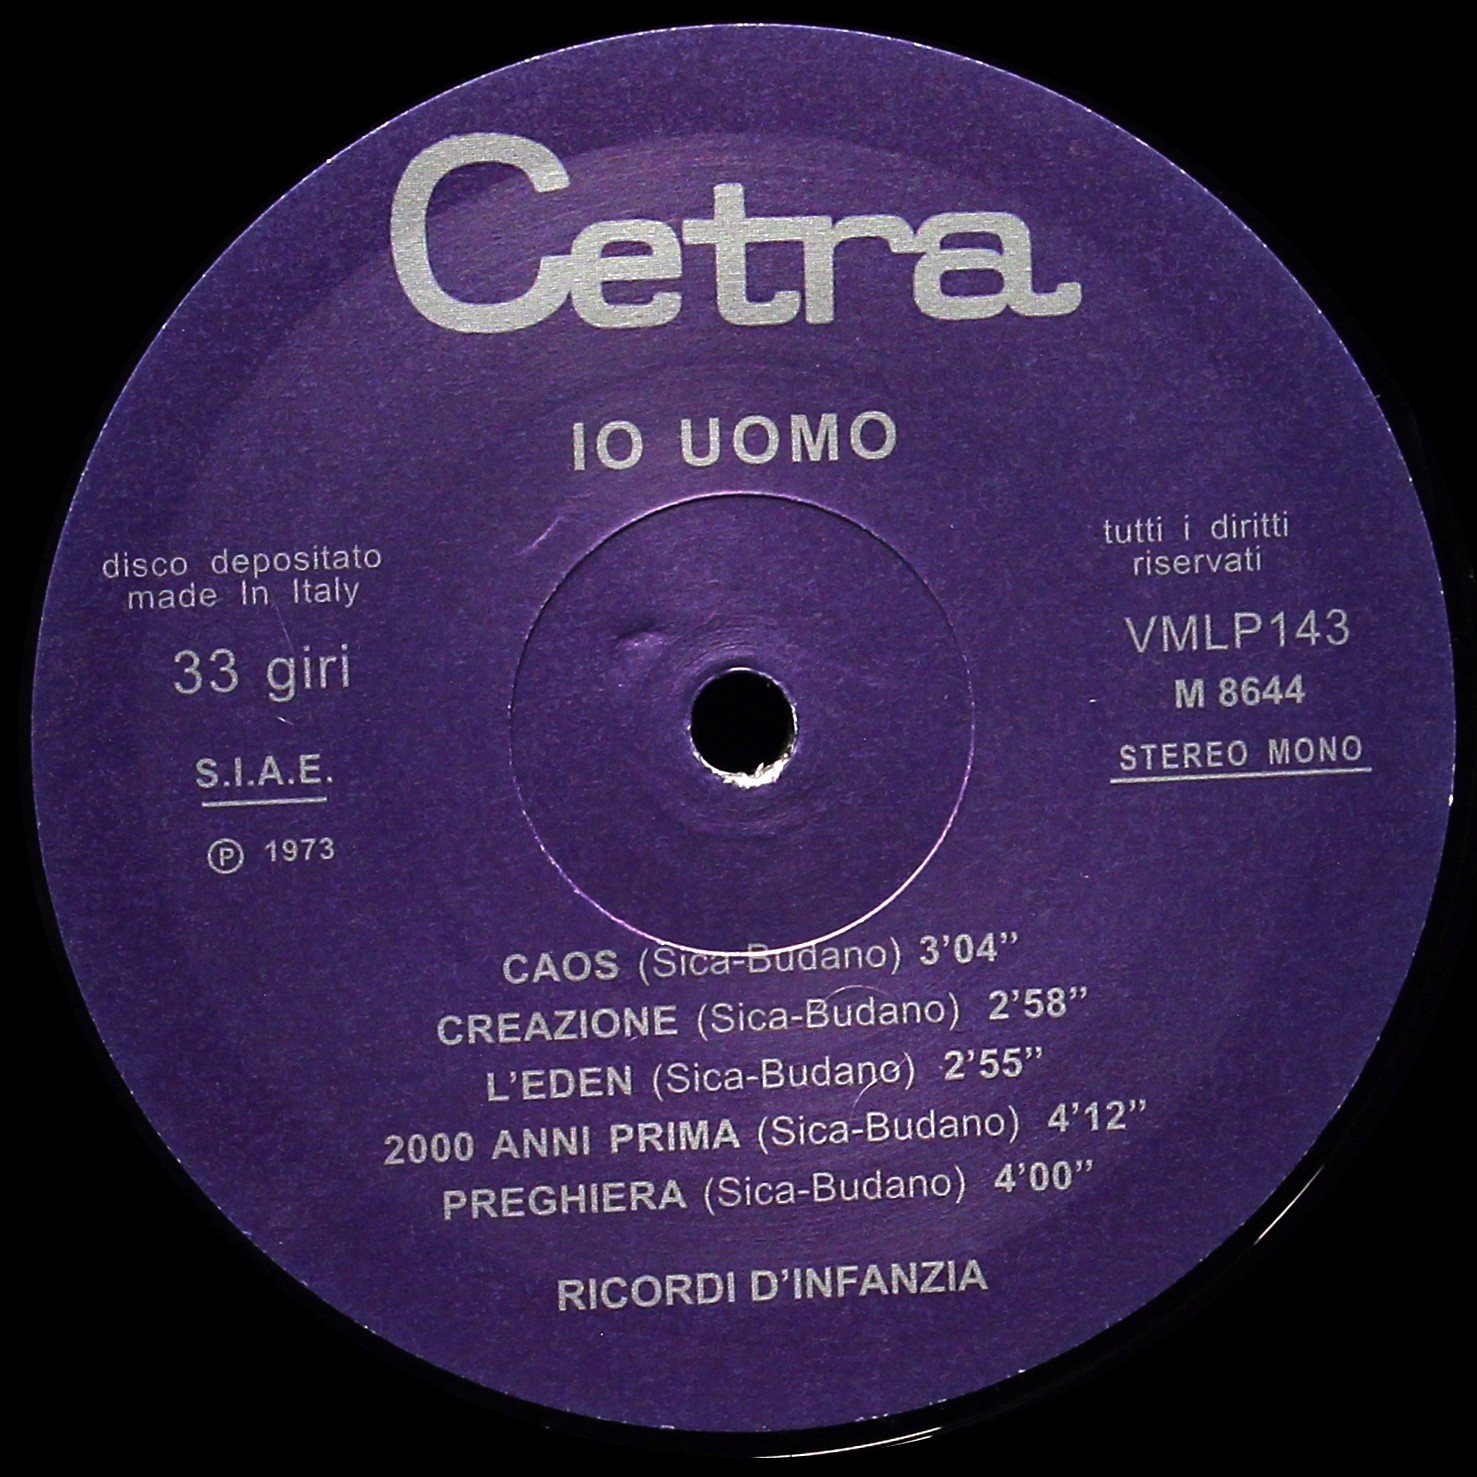 Cetra
IO UOMO
disco depositato
made In Italy
33 giri
S.I.A.E.
Ⓟ 1973
tutti i diritti
riservati
VMLP143
M 8644
STEREO MONO
CAOS (Sica-Budano) 3’04”
CREAZIONE (Sica-Budano) 2’58”
L’EDEN (Sica-Budano) 2’55”
2000 ANNI PRIMA (Sica-Budano) 4’12”
PREGHIERA (Sica-Budano) 4’00”
RICORDI D’INFANZIA